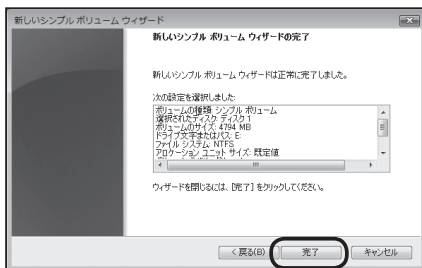 新しいシンプル ボリューム ウィザード
新しいシンプル ボリューム ウィザードの完了
新しいシンプル ボリューム ウィザードは正常に完了しました。
次の設定を選択しました:
ボリュームの種類: シンプル ボリューム
選択されたディスク: ディスク 1
ボリュームのサイズ: 4794 MB
ドライブ文字またはパス: E:
ファイル システム: NTFS
アロケーション ユニット サイズ: 既定値
ウィザードを閉じるには、[完了] をクリックしてください。
< 戻る(B)
完了
キャンセル